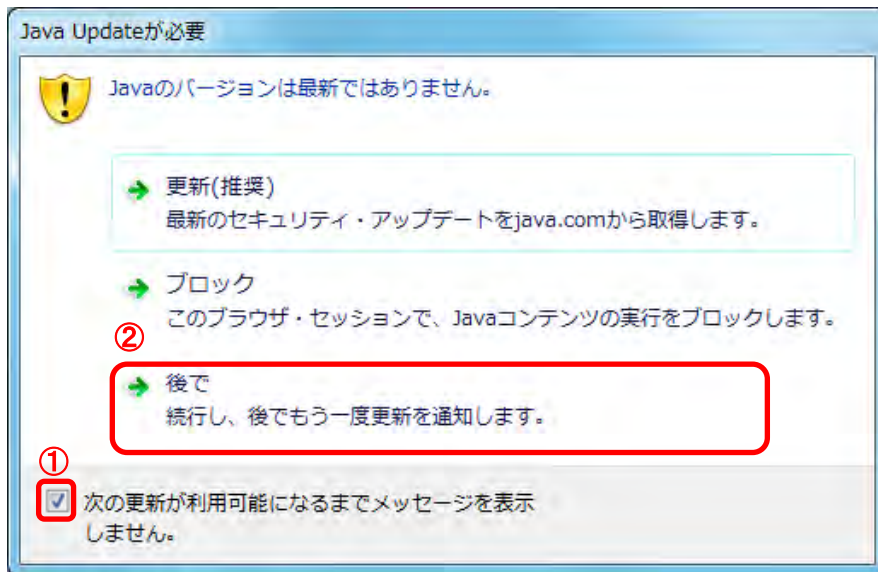 Java Updateが必要
Javaのバージョンは最新ではありません。
更新(推奨)
最新のセキュリティ・アップデートをjava.comから取得します。
ブロック
このブラウザ・セッションで、Javaコンテンツの実行をブロックします。
②
後で
続行し、後でもう一度更新を通知します。
①
次の更新が利用可能になるまでメッセージを表示
しません。